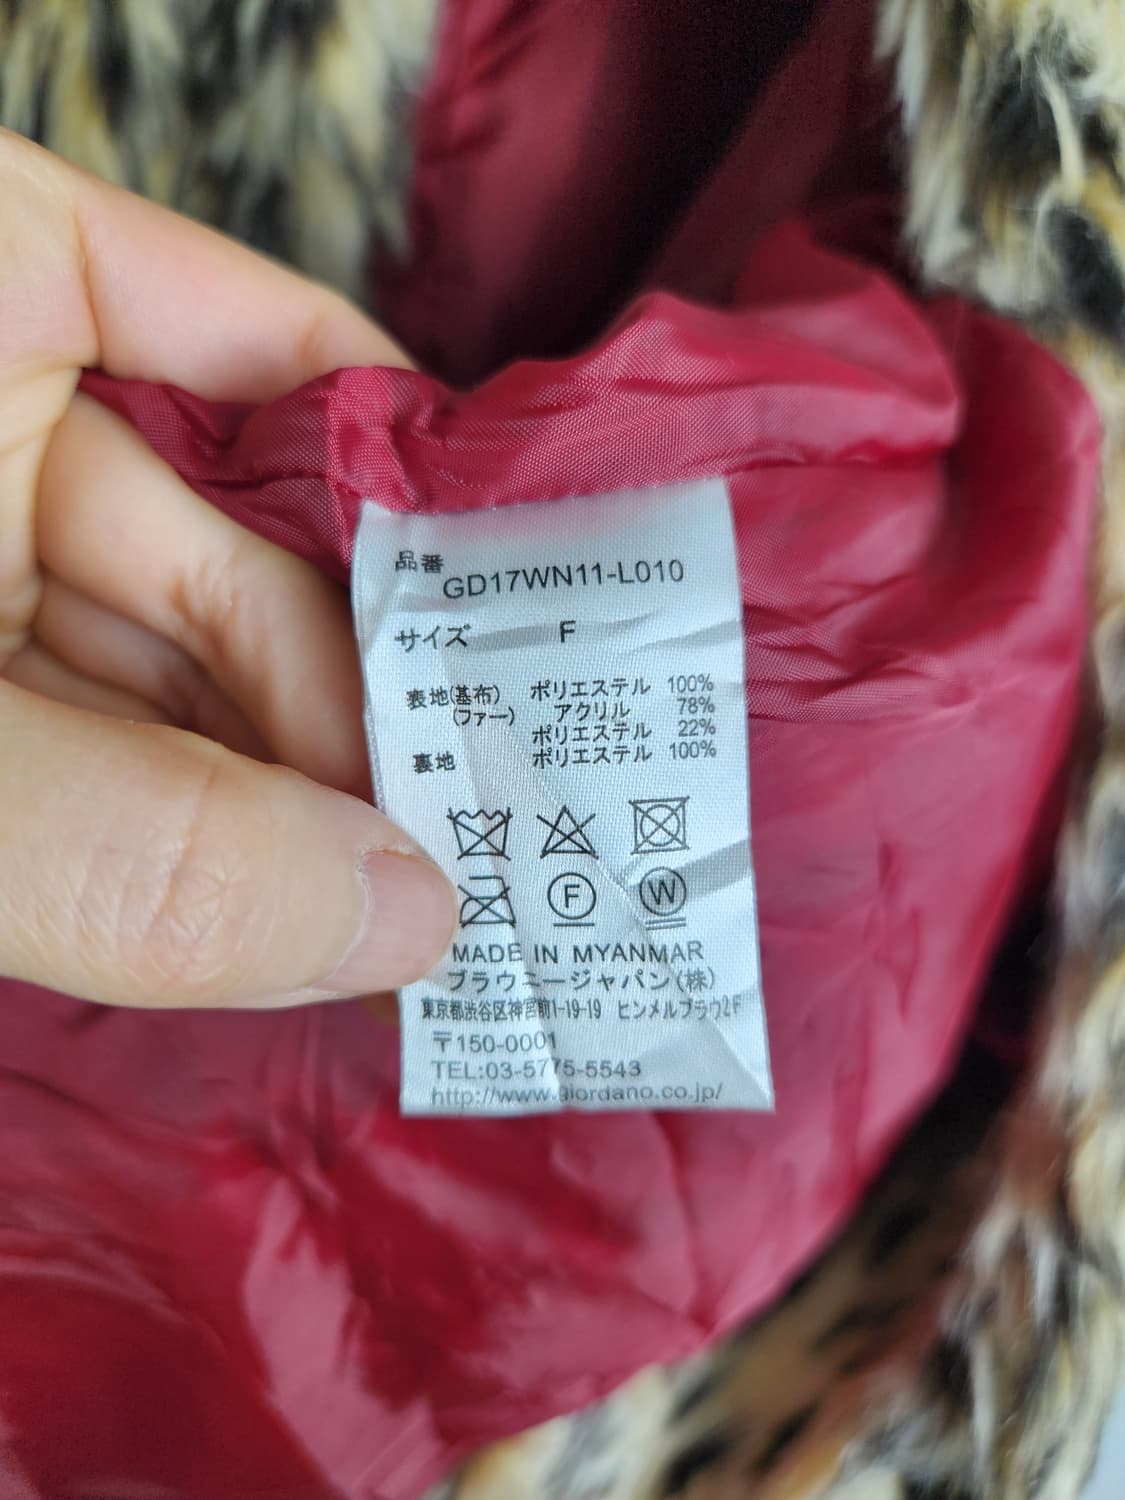 品番
GD17WN11-L010
サイズ F
表地(基布) ポリエステル 100%
(ファー) アクリル 78%
ポリエステル 22%
裏地 ポリエステル 100%
F W
MADE IN MYANMAR
ブラウニージャパン(株)
東京都渋谷区神宮前1-19-19 ヒンメルブラウ2F
〒150-0001
TEL:03-5775-5543
http://www.giordano.co.jp/